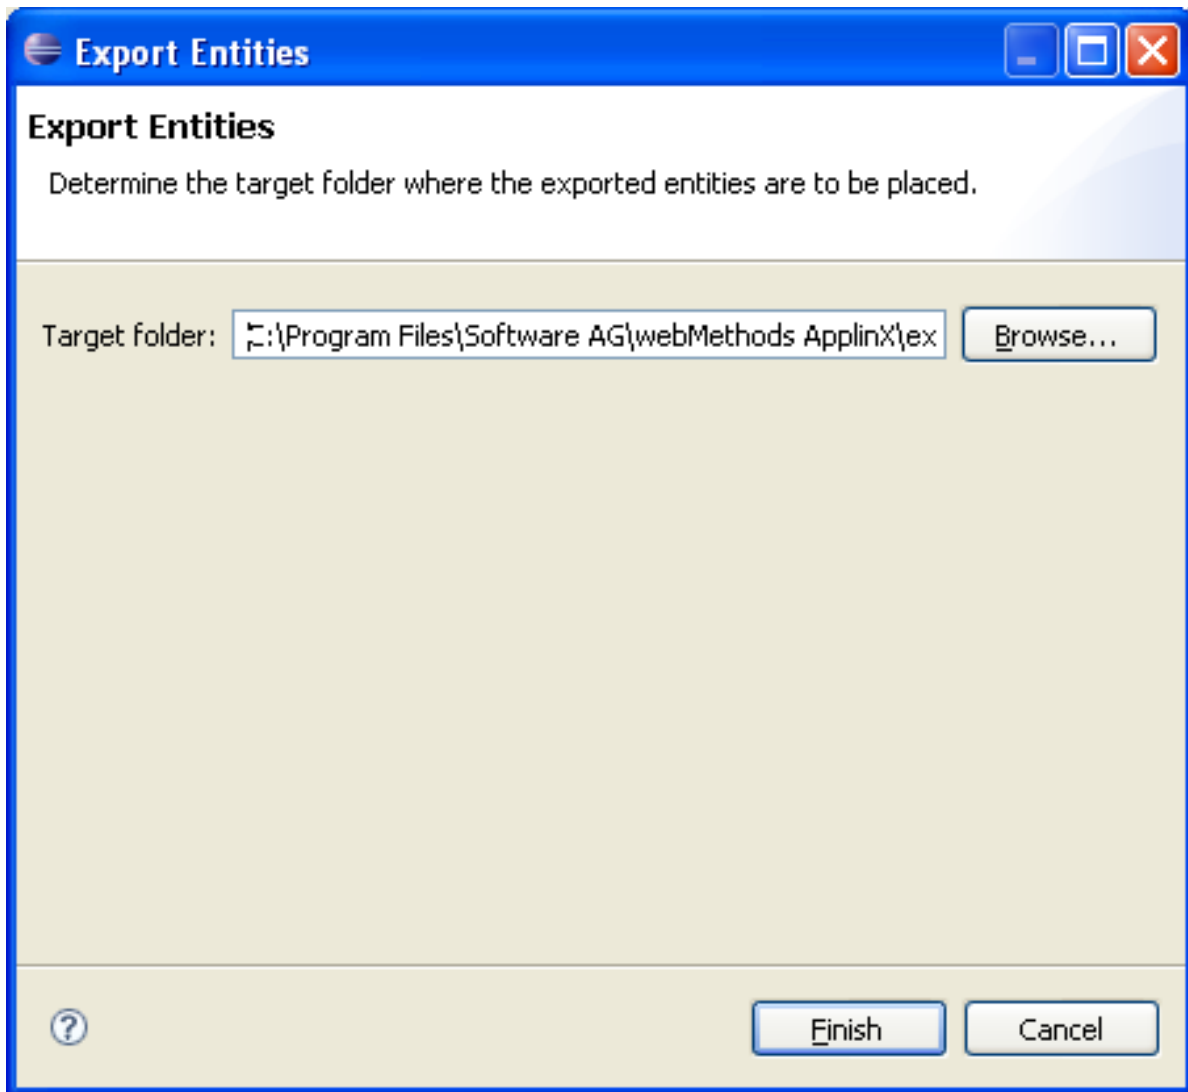 Export Entities
Export Entities
Determine the target folder where the exported entities are to be placed.
Target folder: C:\Program Files\Software AG\webMethods ApplinX\ex Browse...
?
Finish Cancel